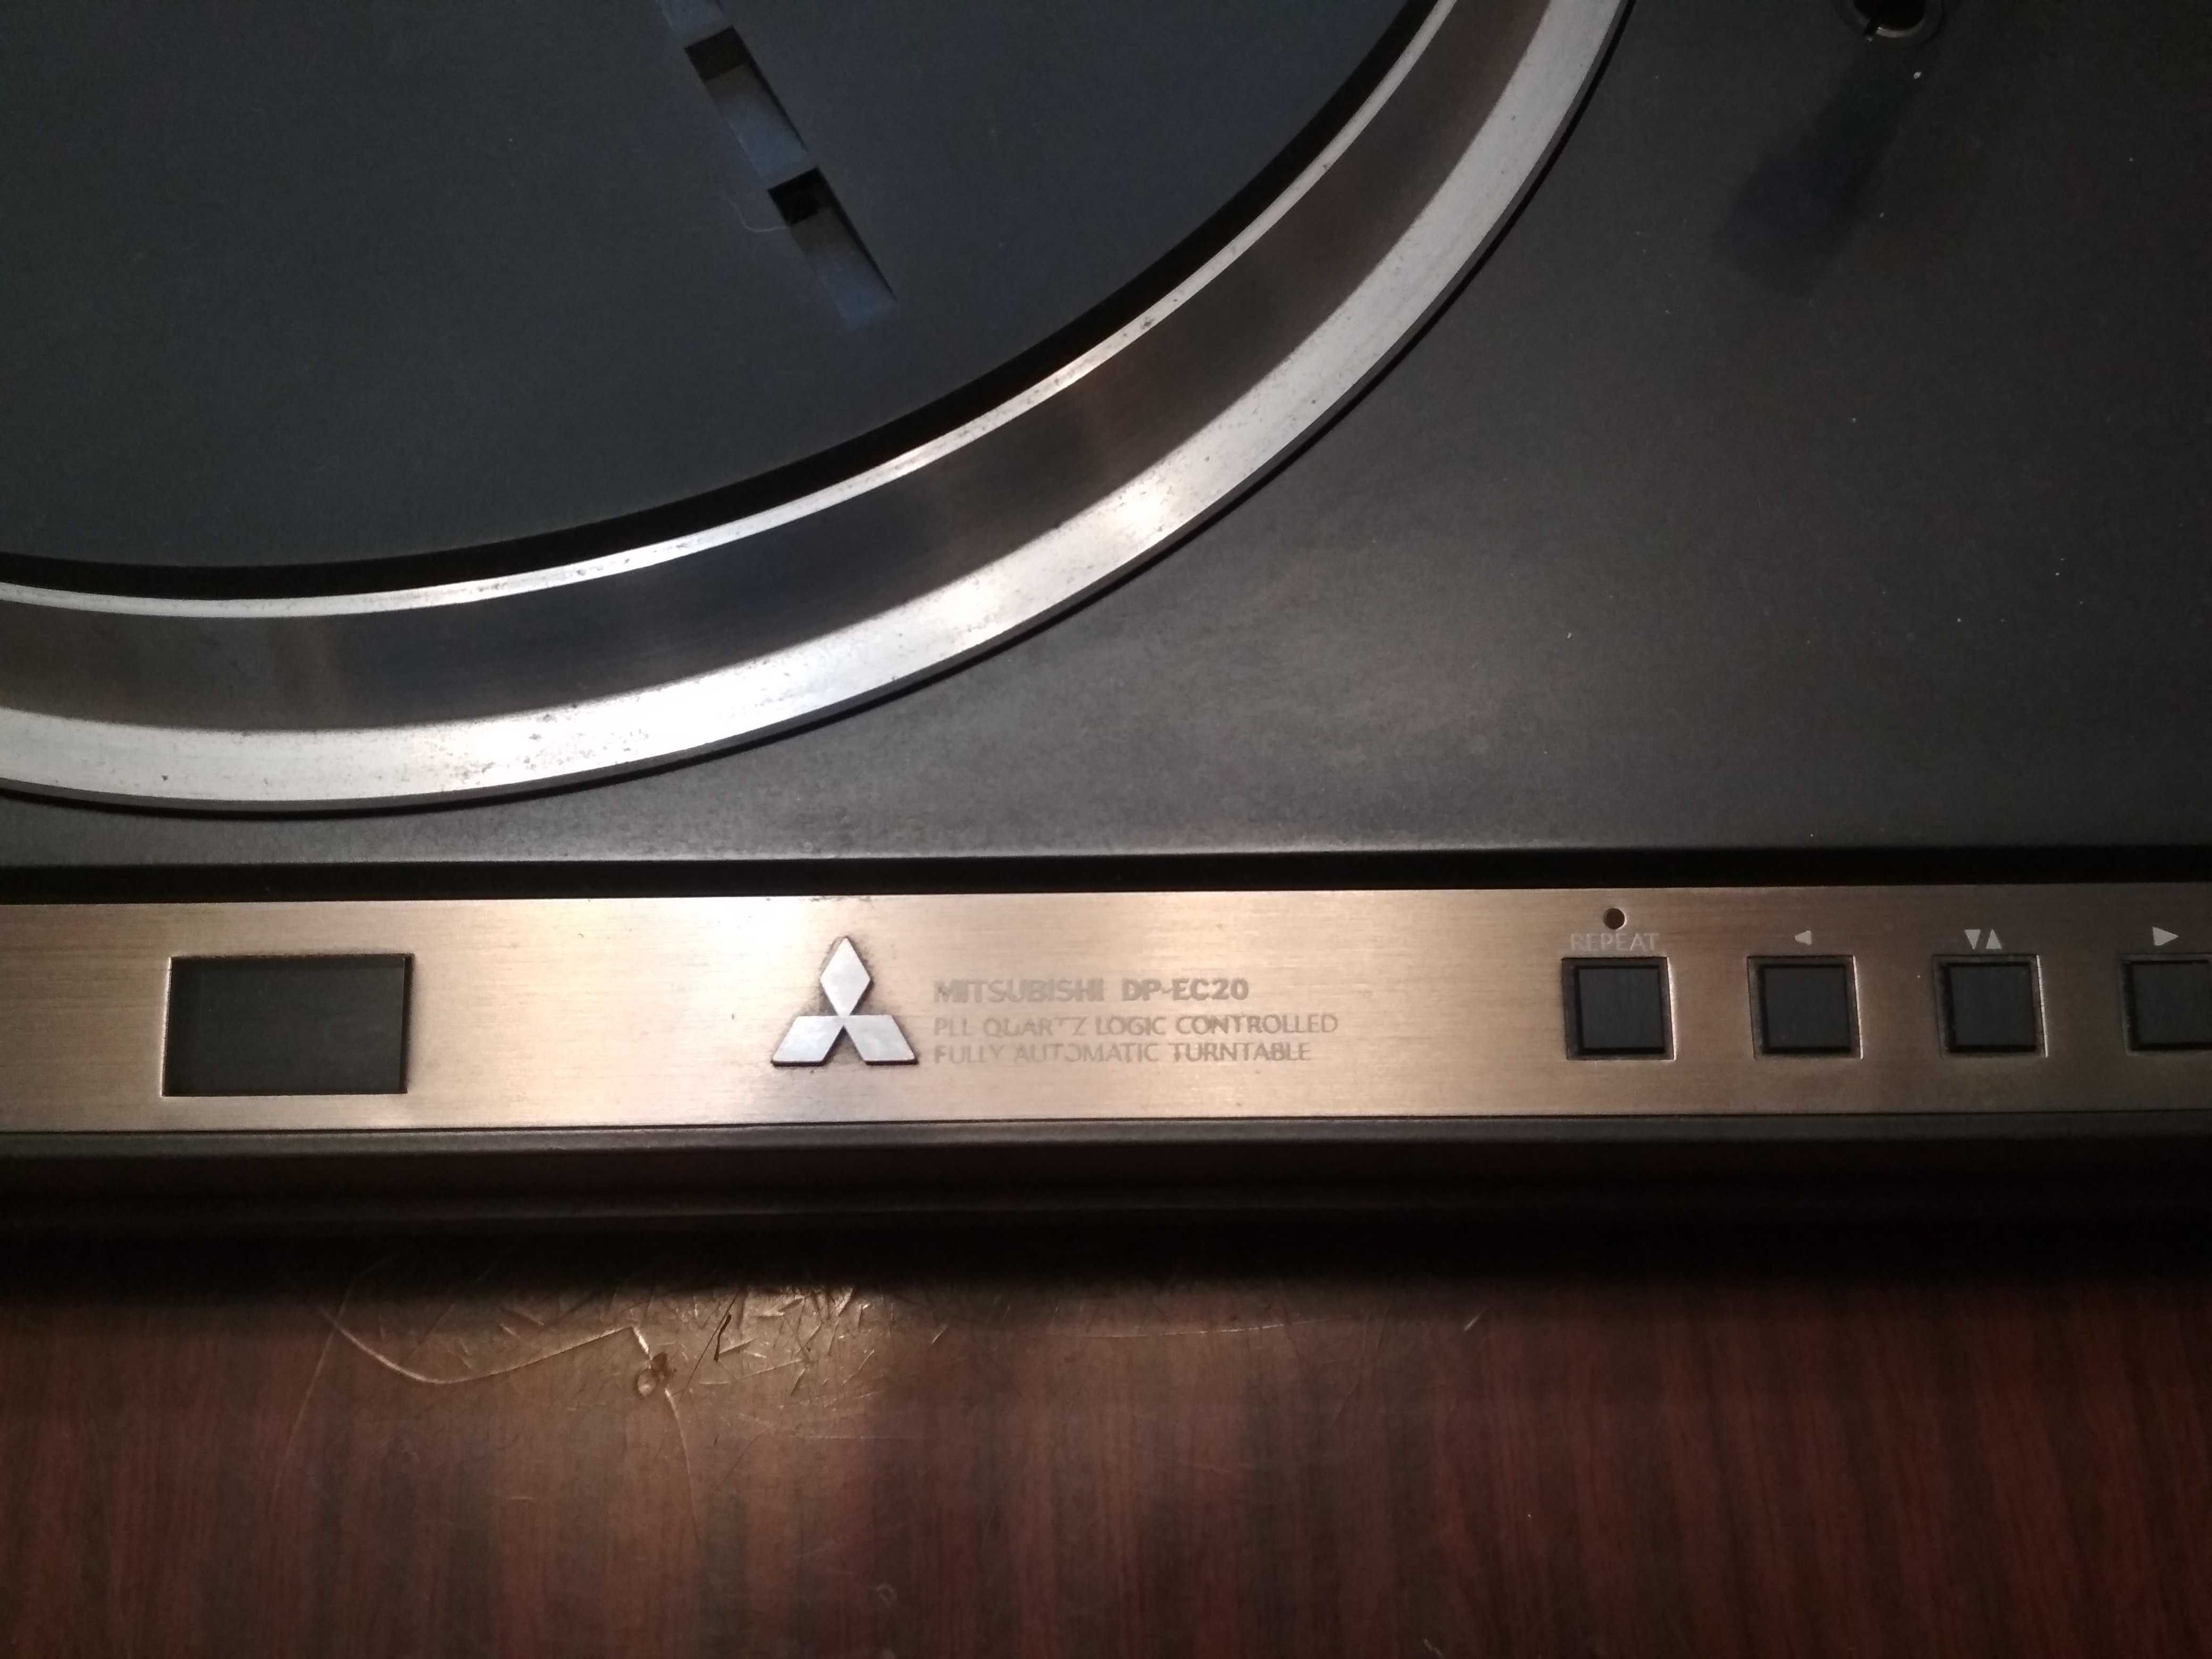 REPEAT
◀
▼▲
▶
MITSUBISHI DP-EC20
PLL QUARTZ LOGIC CONTROLLED
FULLY AUTOMATIC TURNTABLE